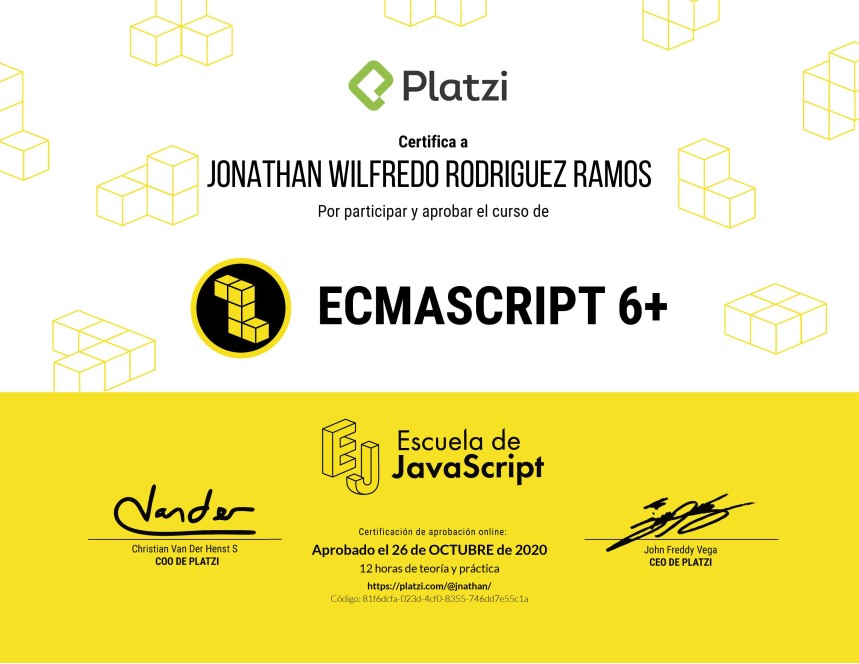 Platzi
Certifica a
JONATHAN WILFREDO RODRIGUEZ RAMOS
Por participar y aprobar el curso de
ECMASCRIPT 6+
EJ
Escuela de
JavaScript
Certificación de aprobación online:
Aprobado el 26 de OCTUBRE de 2020
12 horas de teoría y práctica
https://platzi.com/@jnathan/
Código: 81f6dcfa-023d-4cf0-8355-746dd7e55c1a
Vander
Christian Van Der Henst S
COO DE PLATZI
John Freddy Vega
CEO DE PLATZI